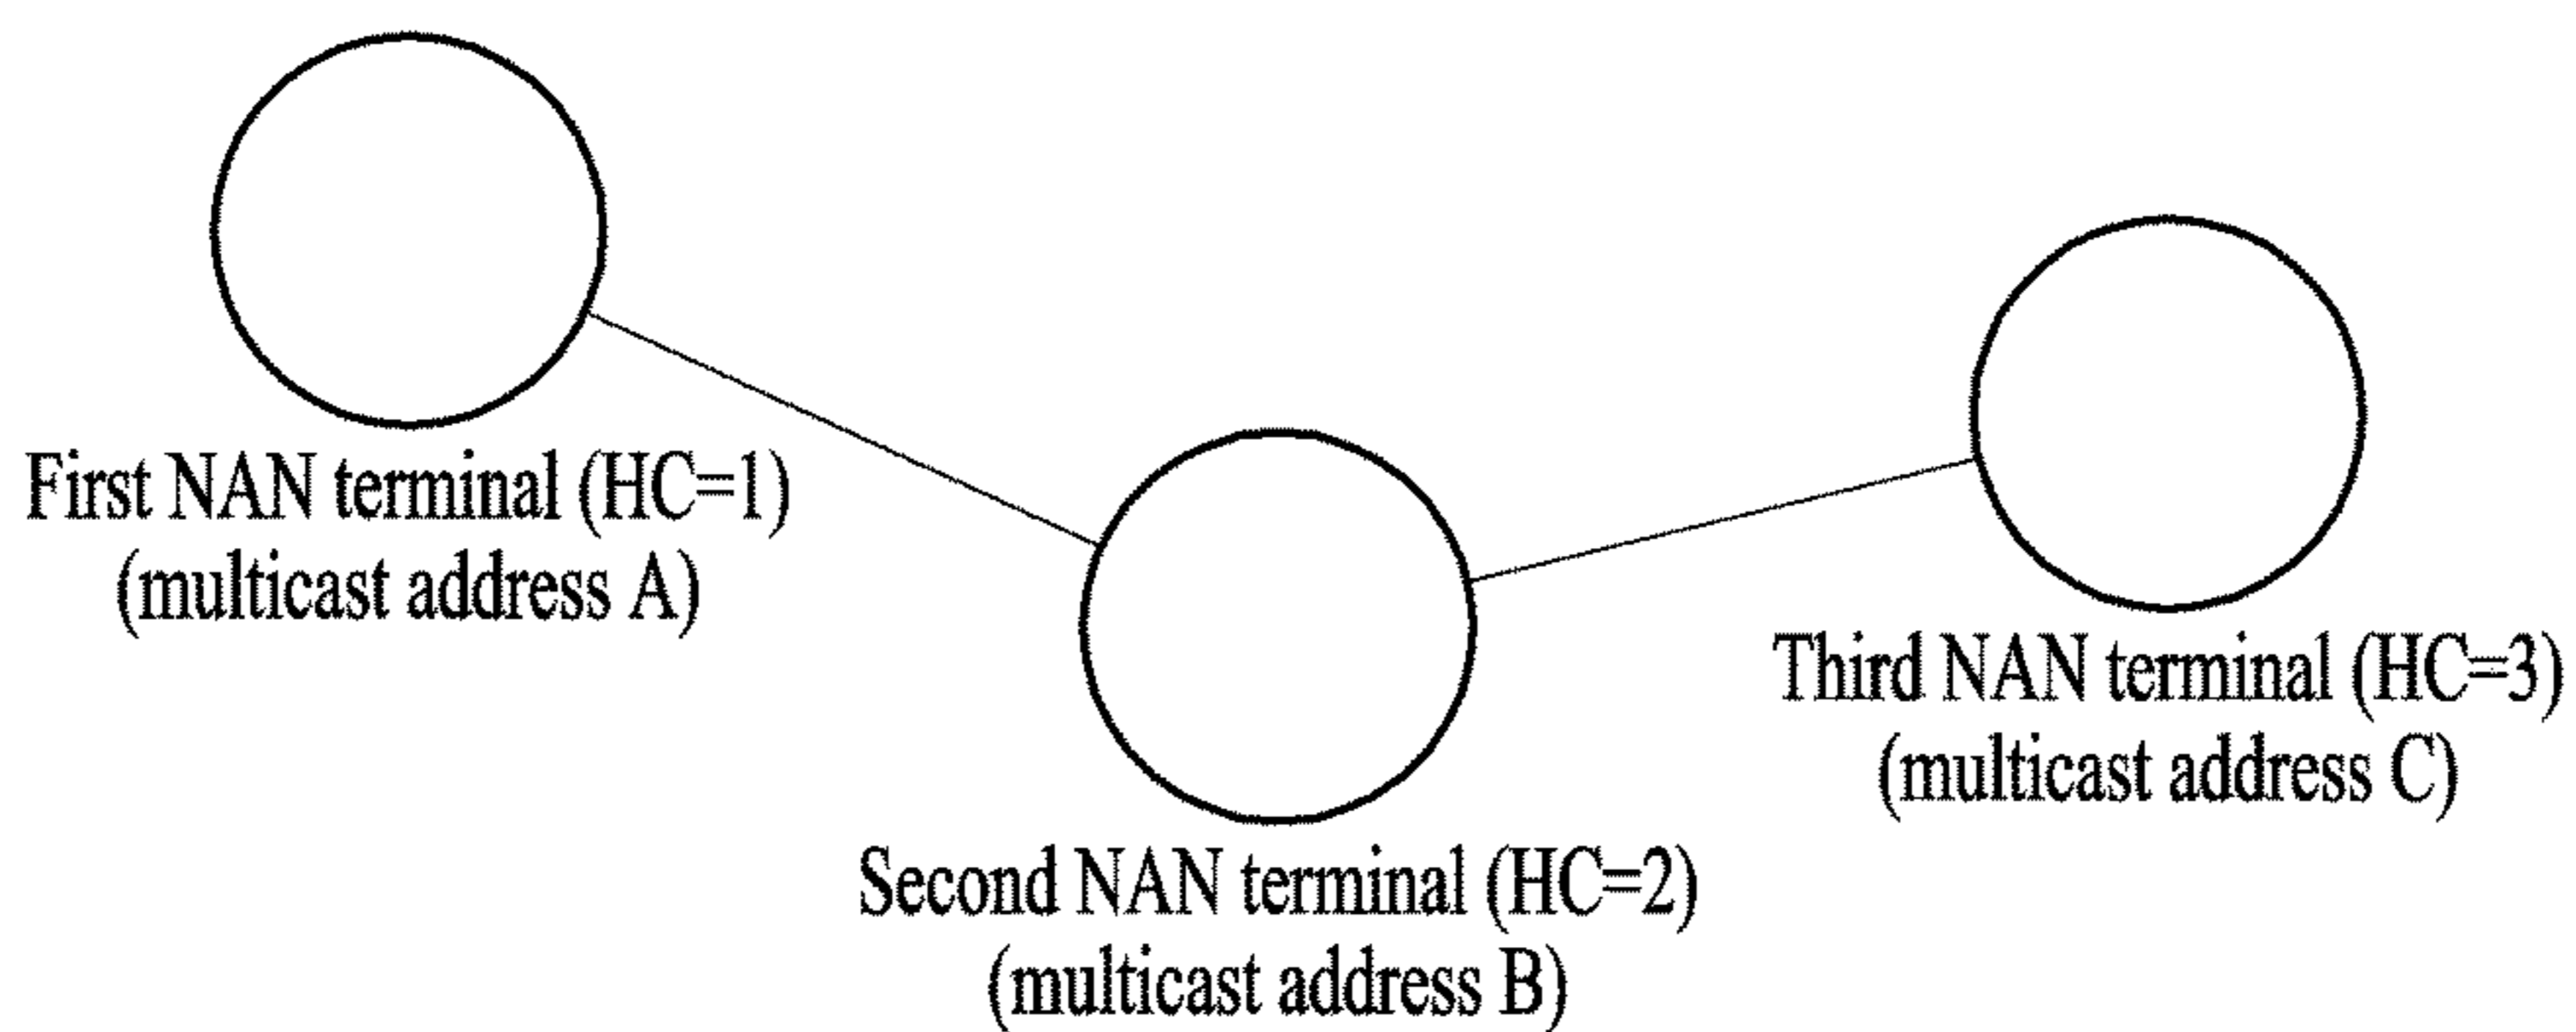 First NAN terminal (HC=1)
(multicast address A)
Second NAN terminal (HC=2)
(multicast address B)
Third NAN terminal (HC=3)
(multicast address C)